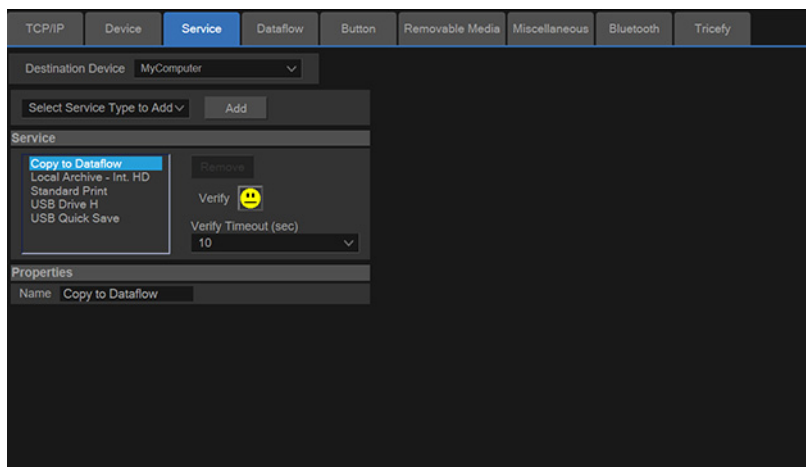 TCP/IP Device Service Dataflow Button Removable Media Miscellaneous Bluetooth Tricefy
Destination Device MyComputer
Select Service Type to Add Add
Service
Copy to Dataflow
Local Archive - Int. HD
Standard Print
USB Drive H
USB Quick Save
Remove
Verify
Verify Timeout (sec)
10
Properties
Name Copy to Dataflow